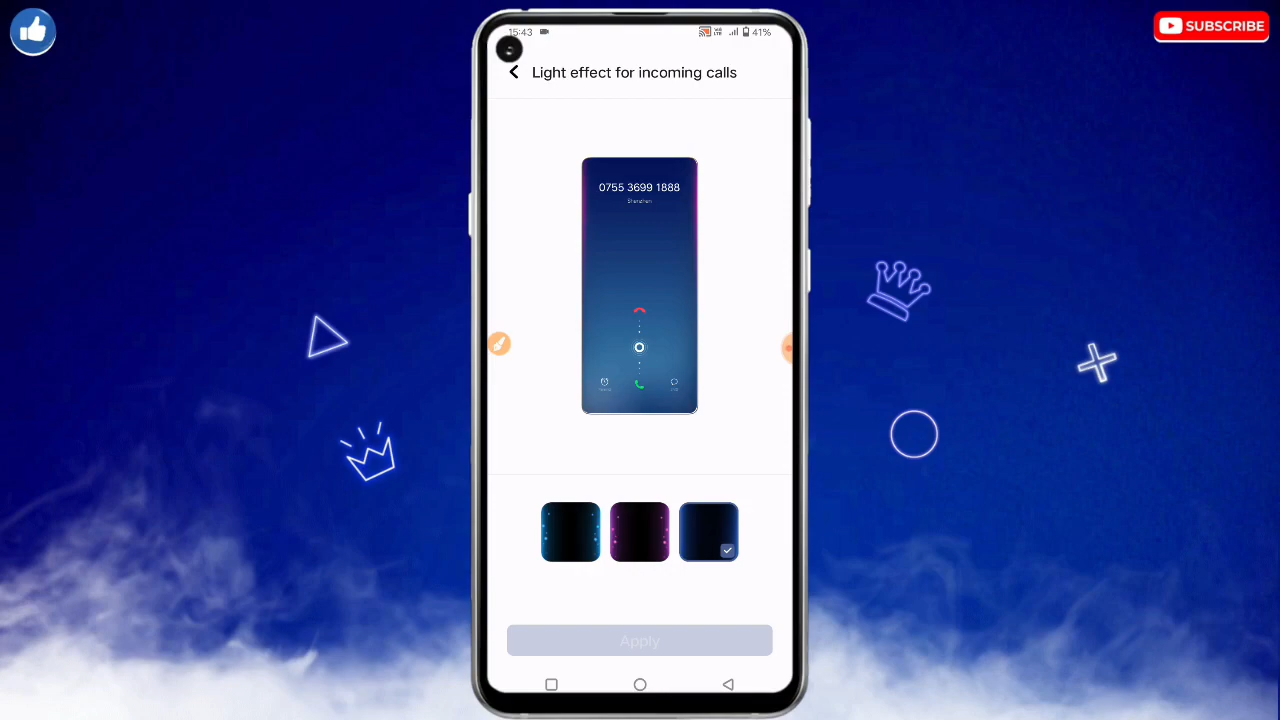 SUBSCRIBE
15:43
41%
Light effect for incoming calls
0755 3699 1888
Shenzhen
Apply